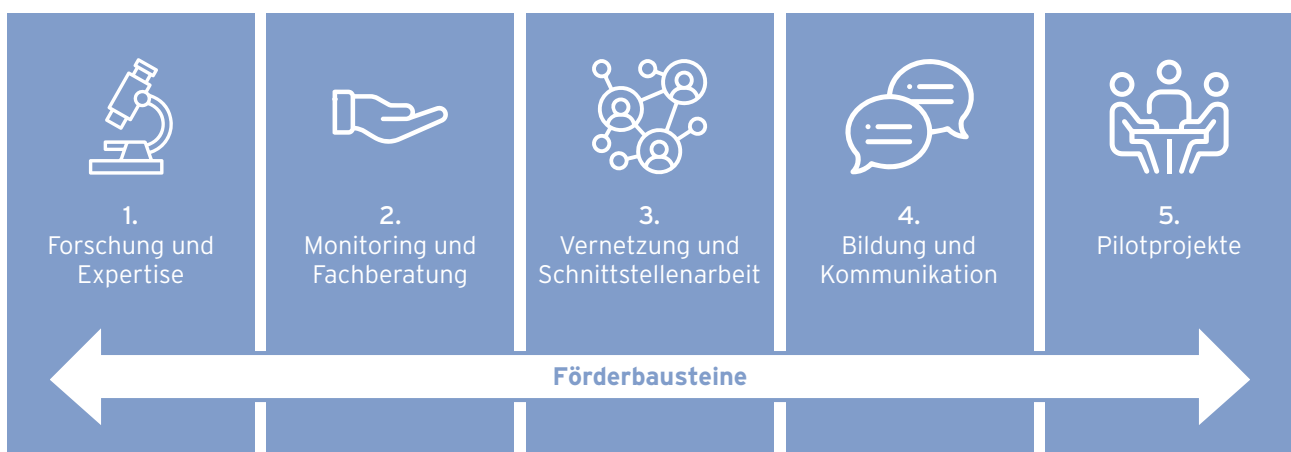 1.
Forschung und
Expertise
2.
Monitoring und
Fachberatung
3.
Vernetzung und
Schnittstellenarbeit
4.
Bildung und
Kommunikation
5.
Pilotprojekte
Förderbausteine